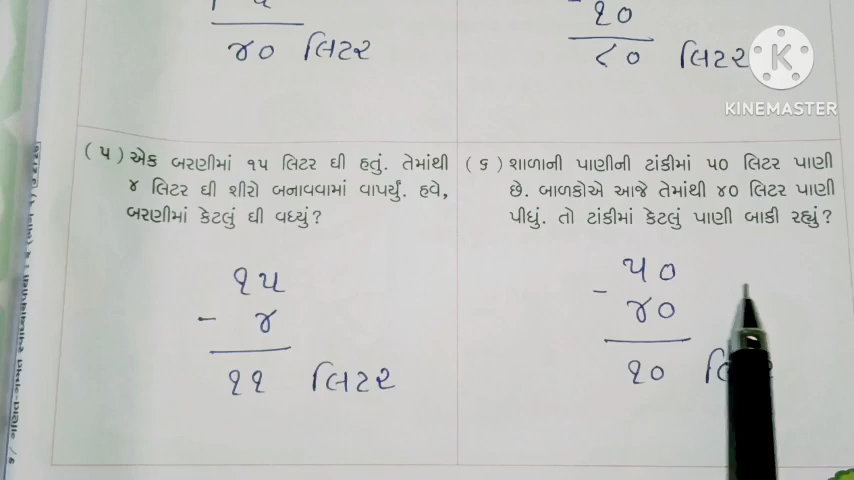 ૪૦ લિટર
૧૦
૮૦ લિટર
K
KINEMASTER
(૫) એક બરણીમાં ૧૫ લિટર ઘી હતું. તેમાંથી
૪ લિટર ઘી શીરો બનાવવામાં વાપર્યું. હવે,
બરણીમાં કેટલું ઘી વધ્યું?
૧૫
- ૪
૧૧ લિટર
(૬) શાળાની પાણીની ટાંકીમાં ૫૦ લિટર પાણી
છે. બાળકોએ આજે તેમાંથી ૪૦ લિટર પાણી
પીધું. તો ટાંકીમાં કેટલું પાણી બાકી રહ્યું?
૫૦
- ૪૦
૧૦